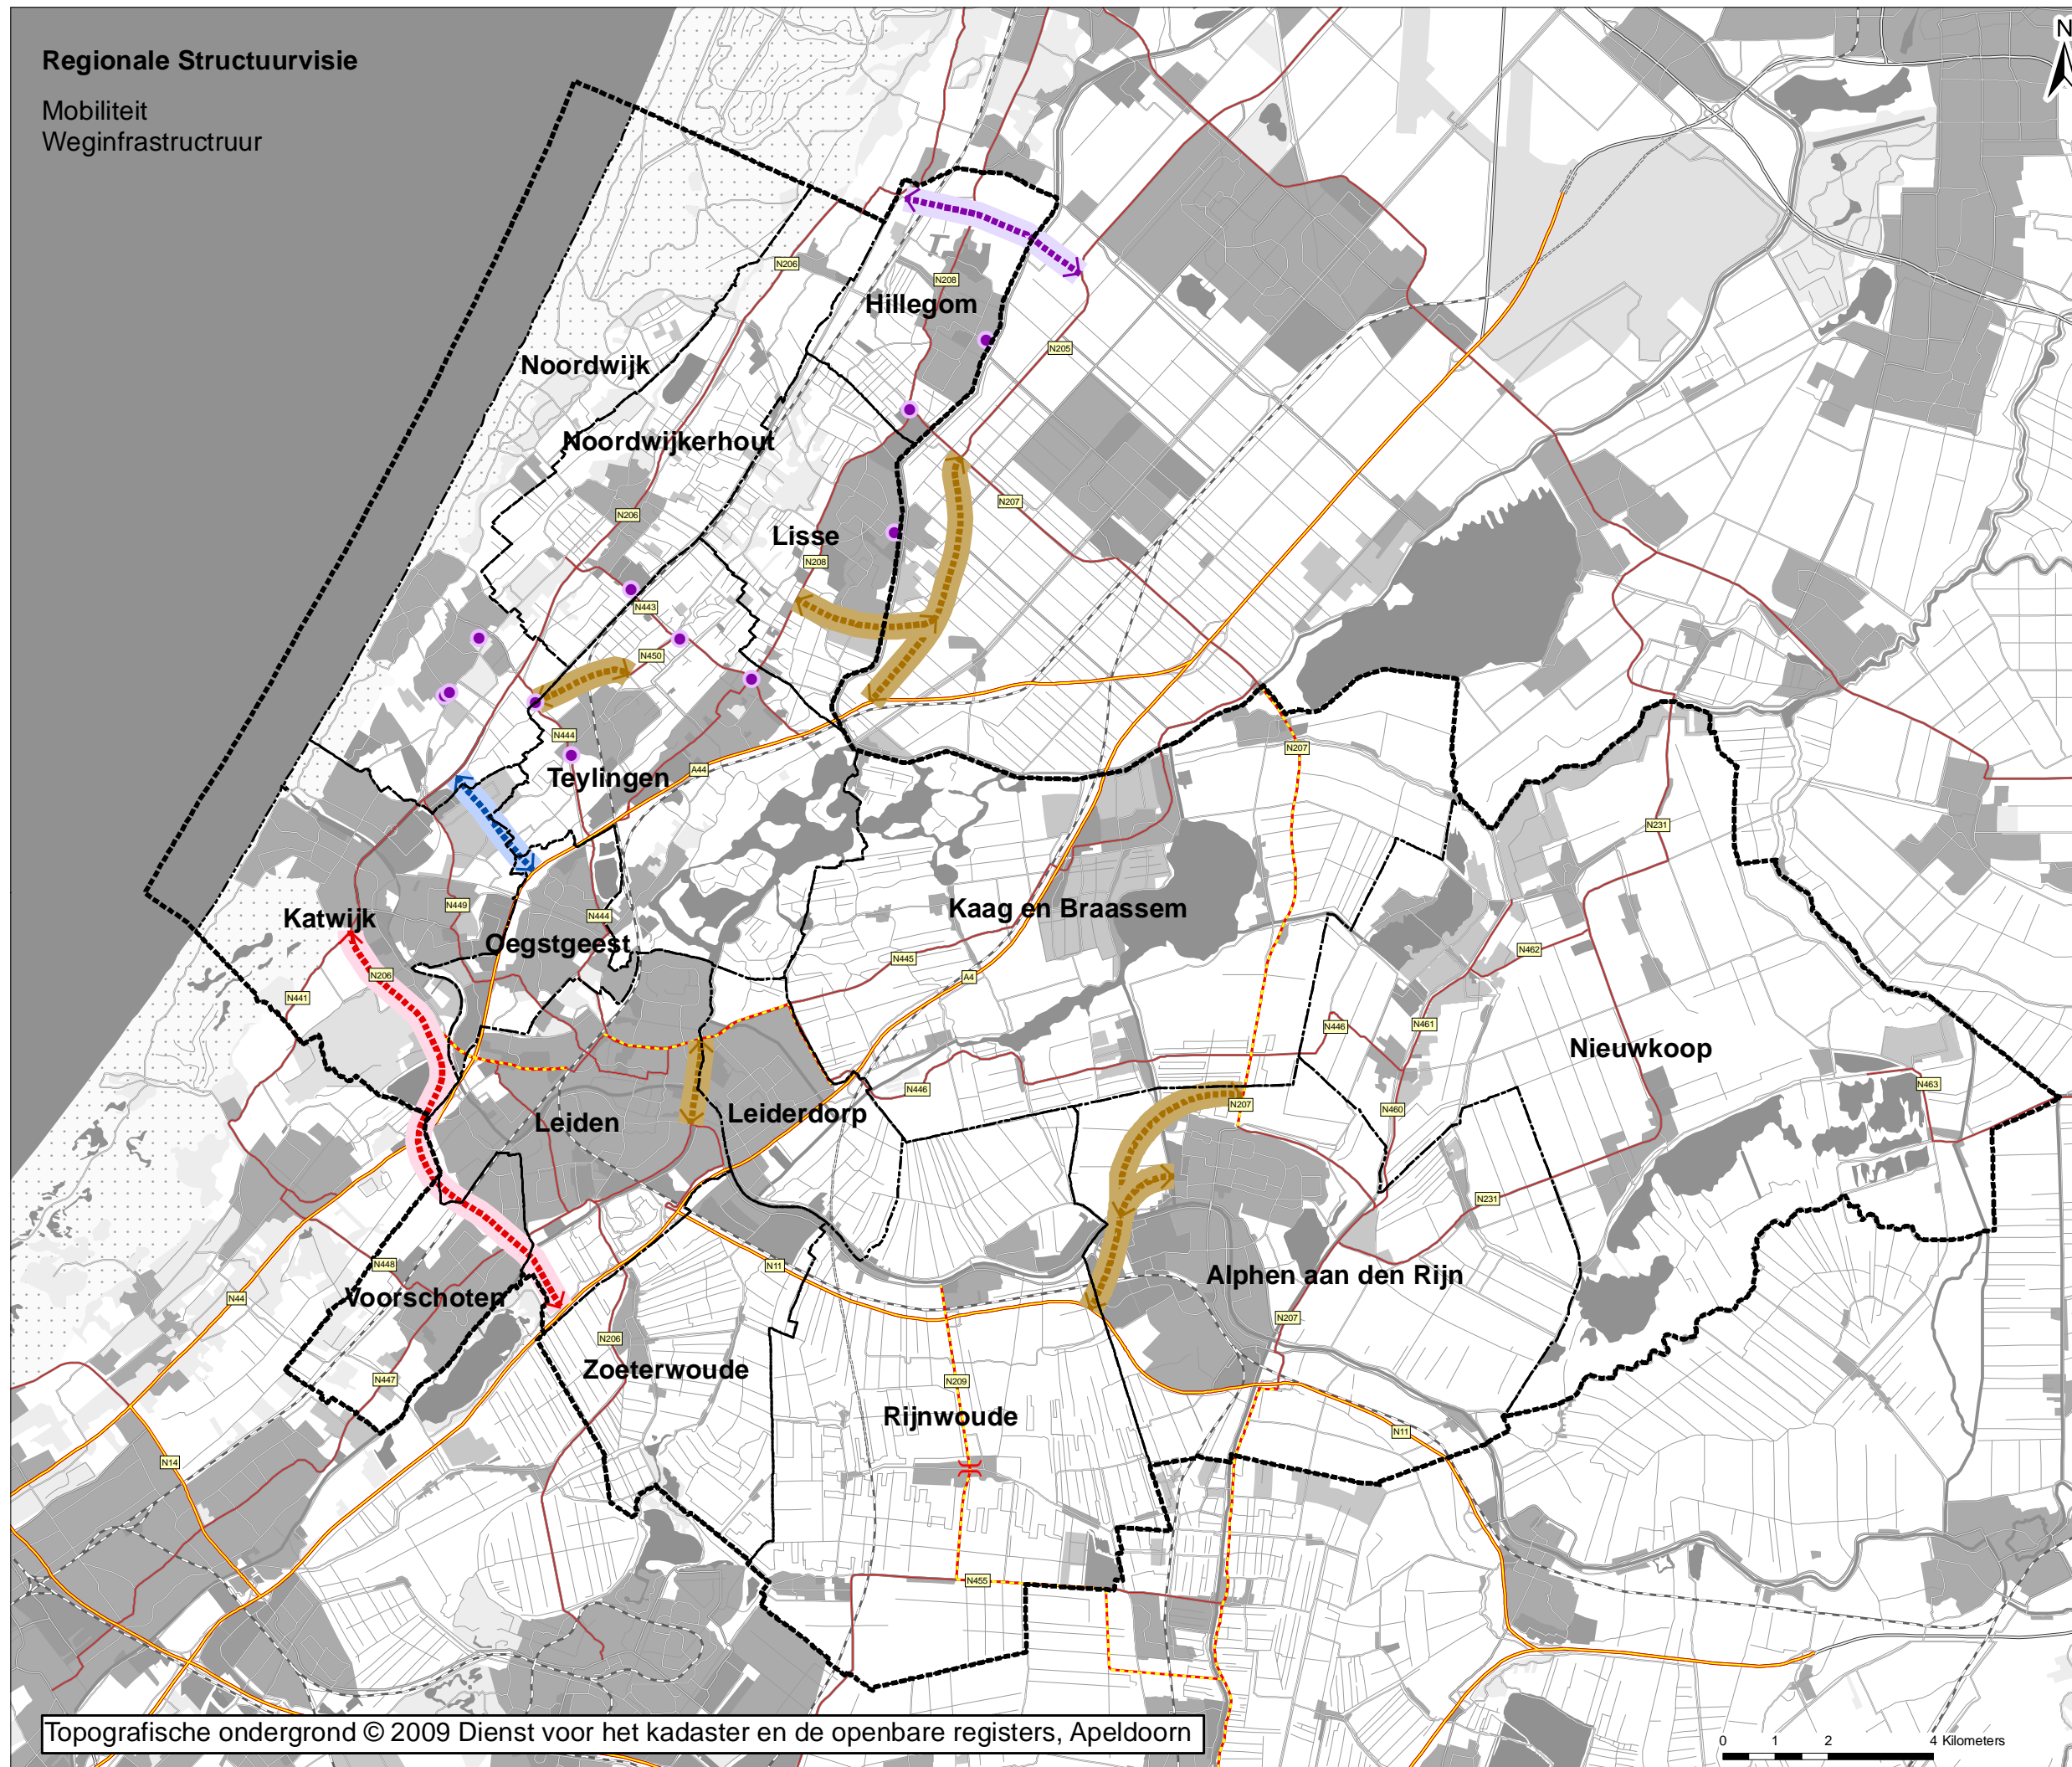 Regionale Structuurvisie
Mobiliteit
Weginfrastructruur
N
N206
N208
Hillegom
N205
Noordwijk
Noordwijkerhout
N207
N206
Lisse
N208
N443
N450
N444
N207
A44
Teylingen
N231
N449
Kaag en Braassem
Katwijk
N444
Oegstgeest
N462
N445
N206
A4
N441
N461
N446
Nieuwkoop
N463
N446
N207
N460
Leiderdorp
Leiden
N231
N448
N11
Alphen aan den Rijn
Voorschoten
N44
N207
N206
Zoeterwoude
N447
N209
Rijnwoude
N11
N14
N455
Topografische ondergrond © 2009 Dienst voor het kadaster en de openbare registers, Apeldoorn
0 1 2 4 Kilometers